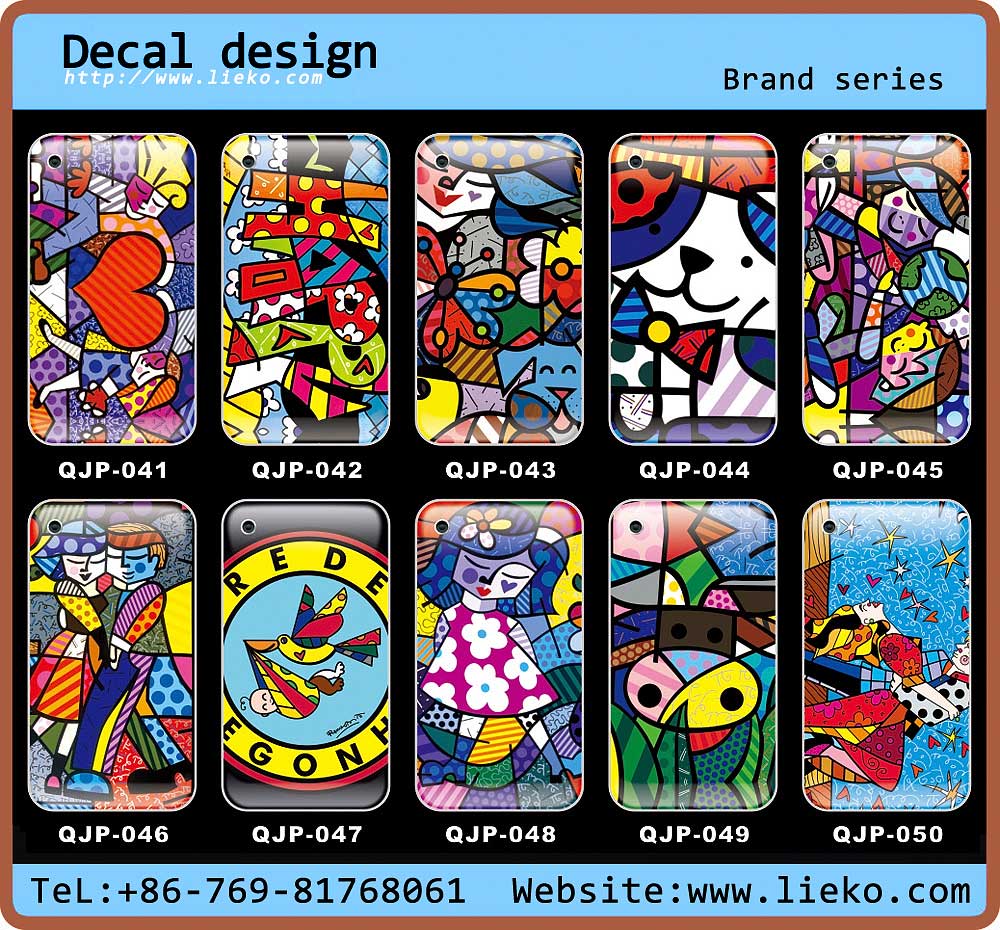 Decal design
http://www.lieko.com
Brand series
QJP-041 QJP-042 QJP-043 QJP-044 QJP-045
REDE
EGONH
QJP-046 QJP-047 QJP-048 QJP-049 QJP-050
TeL:+86-769-81768061 Website:www.lieko.com